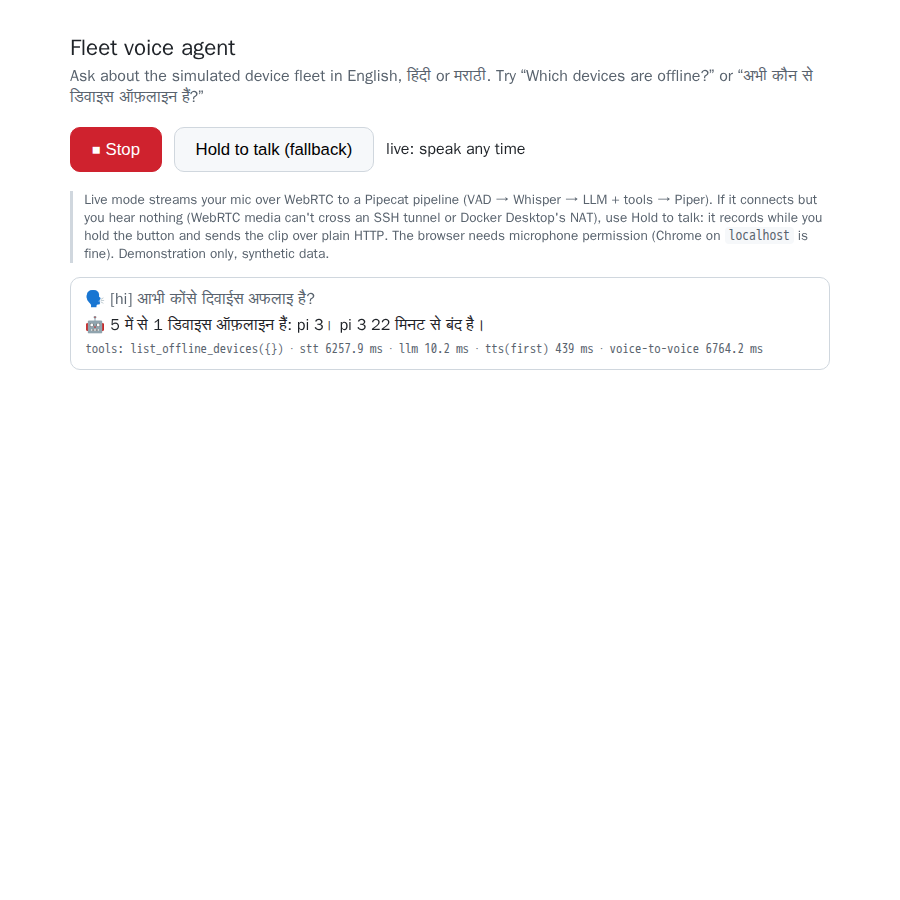 Fleet voice agent
Ask about the simulated device fleet in English, हिंदी or मराठी. Try “Which devices are offline?” or “अभी कौन से
डिवाइस ऑफ़लाइन हैं?”
■ Stop
Hold to talk (fallback)
live: speak any time
Live mode streams your mic over WebRTC to a Pipecat pipeline (VAD → Whisper → LLM + tools → Piper). If it connects but
you hear nothing (WebRTC media can't cross an SSH tunnel or Docker Desktop's NAT), use Hold to talk: it records while you
hold the button and sends the clip over plain HTTP. The browser needs microphone permission (Chrome on localhost is
fine). Demonstration only, synthetic data.
🗣️ [hi] आभी कोंसे दिवाईस अफलाइ है?
🤖 5 में से 1 डिवाइस ऑफ़लाइन हैं: pi 3। pi 3 22 मिनट से बंद है।
tools: list_offline_devices({}) · stt 6257.9 ms · llm 10.2 ms · tts(first) 439 ms · voice-to-voice 6764.2 ms